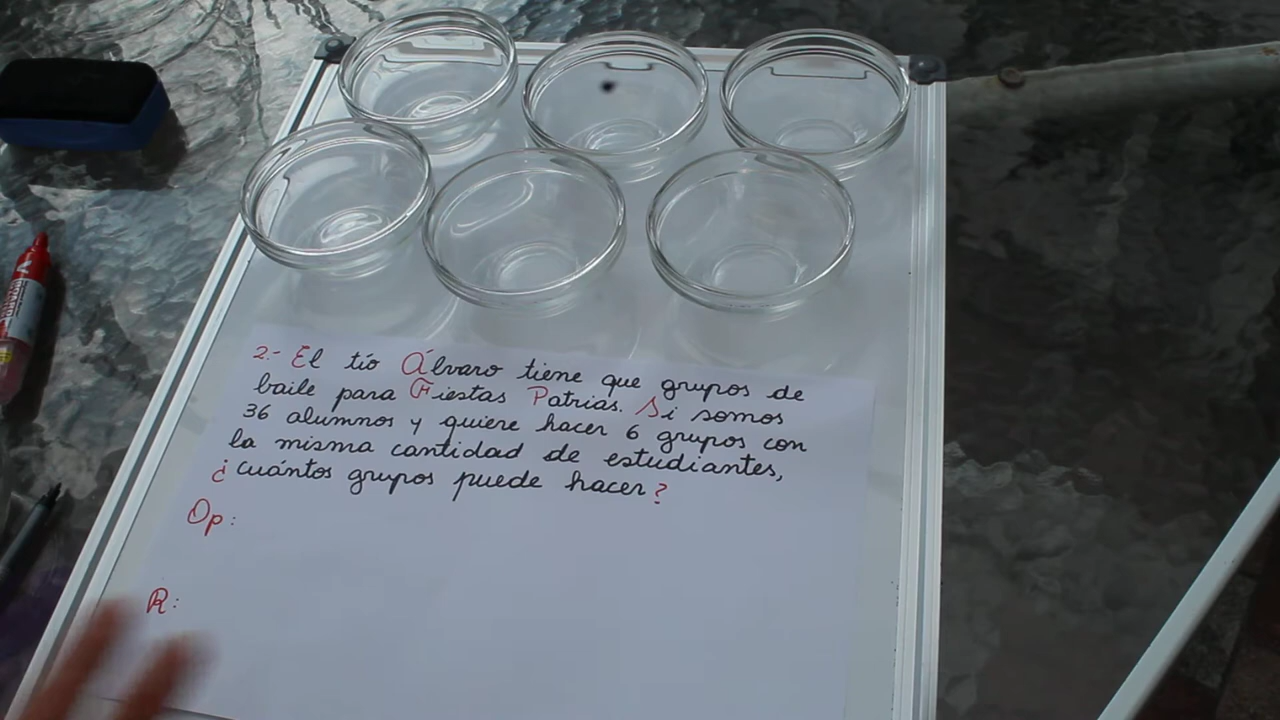 2.- El tío Álvaro tiene que grupos de
baile para Fiestas Patrias. Si somos
36 alumnos y quiere hacer 6 grupos con
la misma cantidad de estudiantes,
¿cuántos grupos puede hacer?
Op:
R: